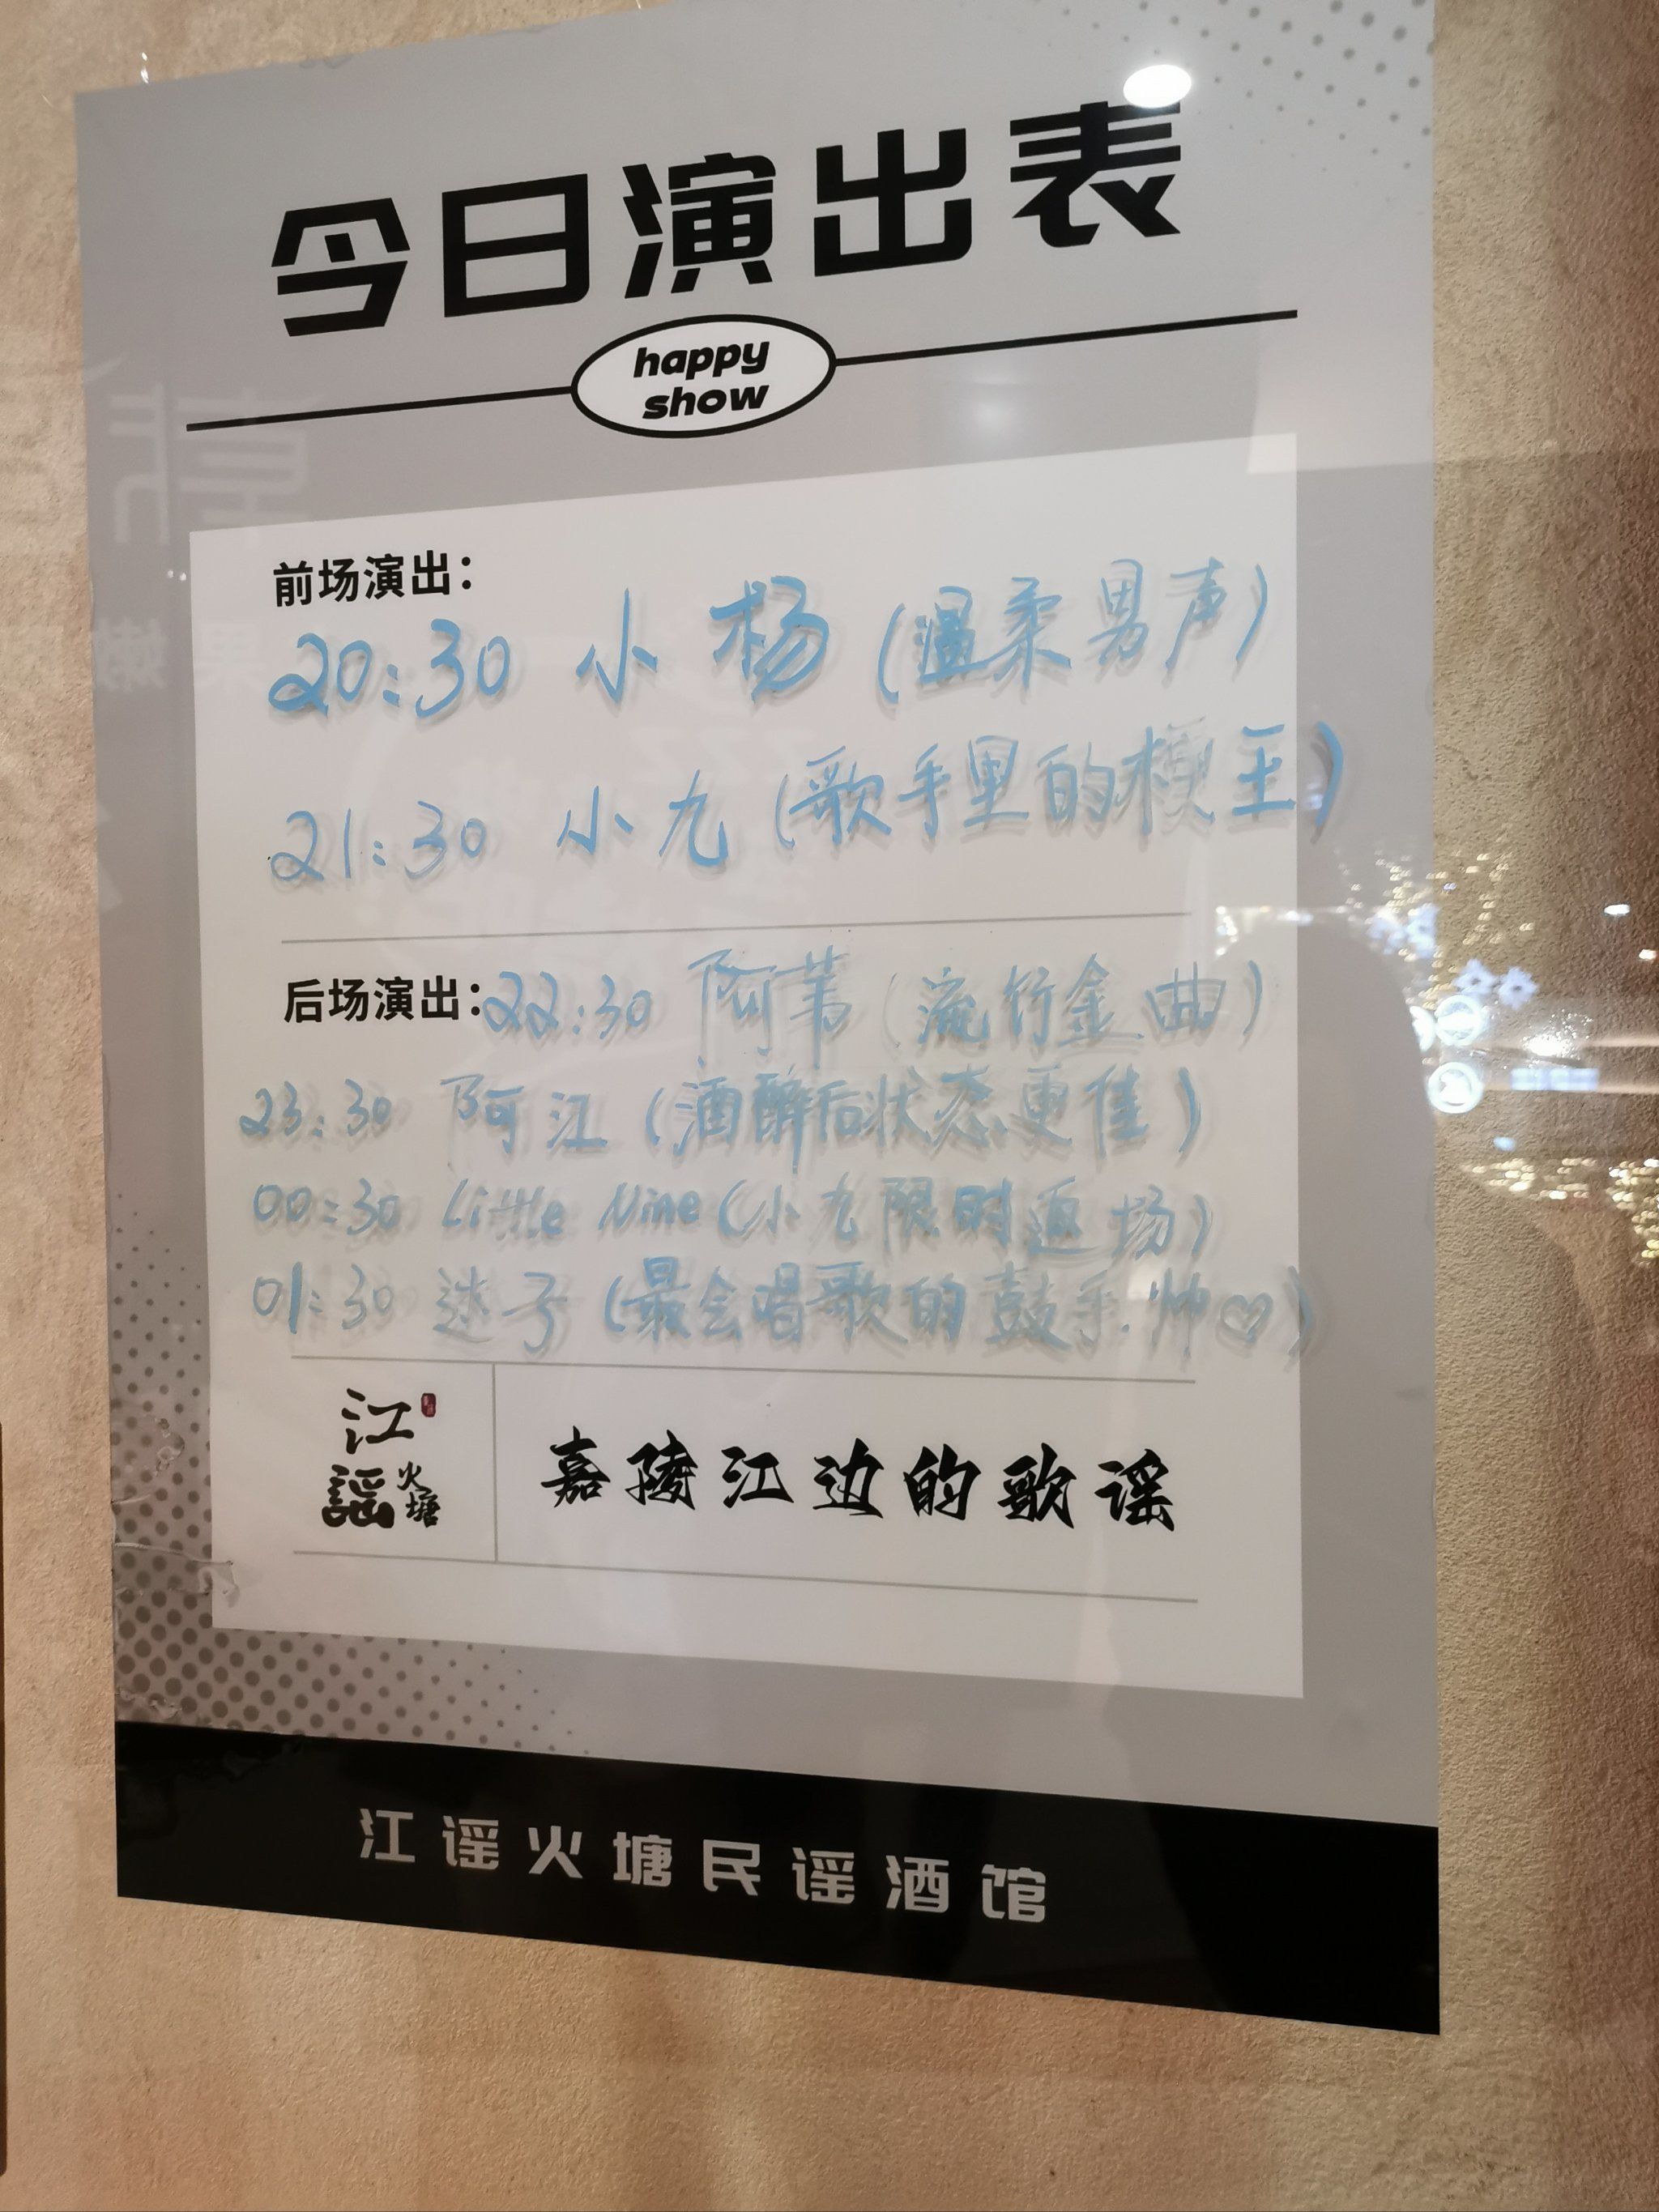 今日演出表
happy
show
前场演出：
20:30 小杨（温柔男声）
21:30 小九（歌手里的梗王）
后场演出：22:30 阿苇（流行金曲）
23:30 阿江（酒醉后状态更佳）
00:30 Little Nine（小九限时返场）
01:30 迷子（最会唱歌的鼓手.帅♡）
江謡火塘
嘉陵江边的歌谣
江谣火塘民谣酒馆